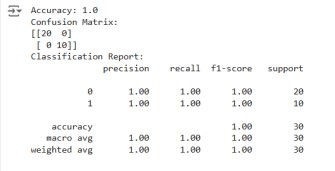 Accuracy: 1.0
Confusion Matrix:
[[20  0]
 [ 0 10]]
Classification Report:
              precision    recall  f1-score   support
           0       1.00      1.00      1.00        20
           1       1.00      1.00      1.00        10
    accuracy                           1.00        30
   macro avg       1.00      1.00      1.00        30
weighted avg       1.00      1.00      1.00        30